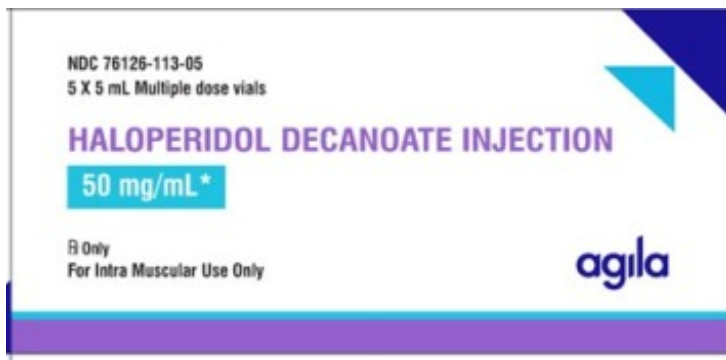 NDC 76126-113-05
5 X 5 mL Multiple dose vials
HALOPERIDOL DECANOATE INJECTION
50 mg/mL*
℞ Only
For Intra Muscular Use Only
agila